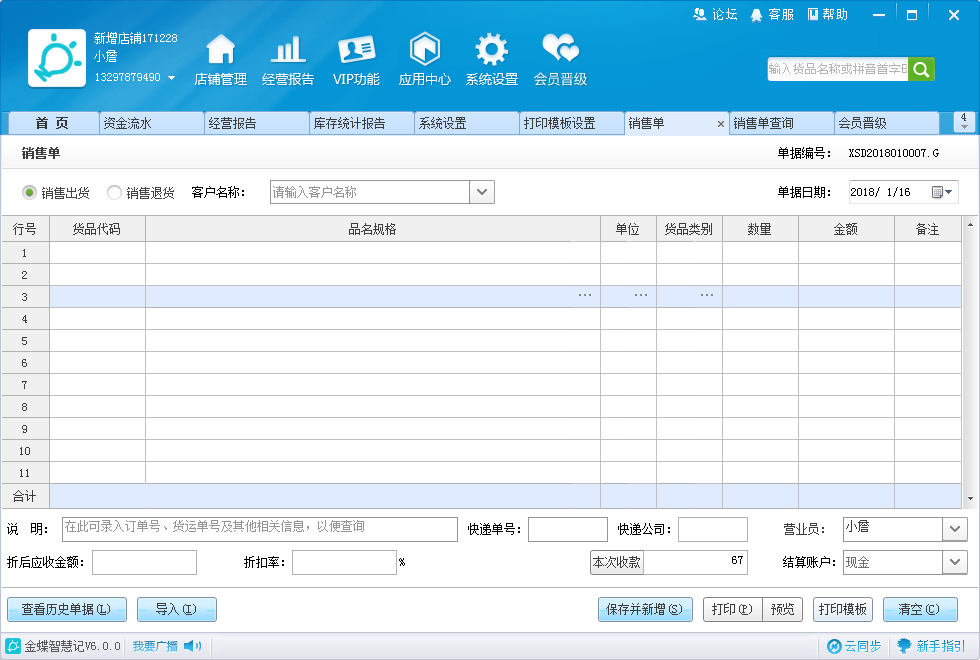 论坛 客服 帮助
新增店铺171228
小詹
13297879490
店铺管理 经营报告 VIP功能 应用中心 系统设置 会员晋级
首 页 资金流水 经营报告 库存统计报告 系统设置 打印模板设置 销售单 × 销售单查询 会员晋级 4
销售单 单据编号: XSD2018010007.G
销售出货 销售退货 客户名称: 请输入客户名称 单据日期: 2018/ 1/16
行号 货品代码 品名规格 单位 货品类别 数量 金额 备注
1
2
3 ... ... ...
4
5
6
7
8
9
10
11
合计
说 明: 在此可录入订单号、货运单号及其他相关信息，以便查询 快递单号: 快递公司: 营业员: 小詹
折后应收金额: 折扣率: % 本次收款 67 结算账户: 现金
查看历史单据(L) 导入(I) 保存并新增(S) 打印(P) 预览 打印模板 清空(C)
金蝶智慧记V6.0.0 我要广播 云同步 新手指引